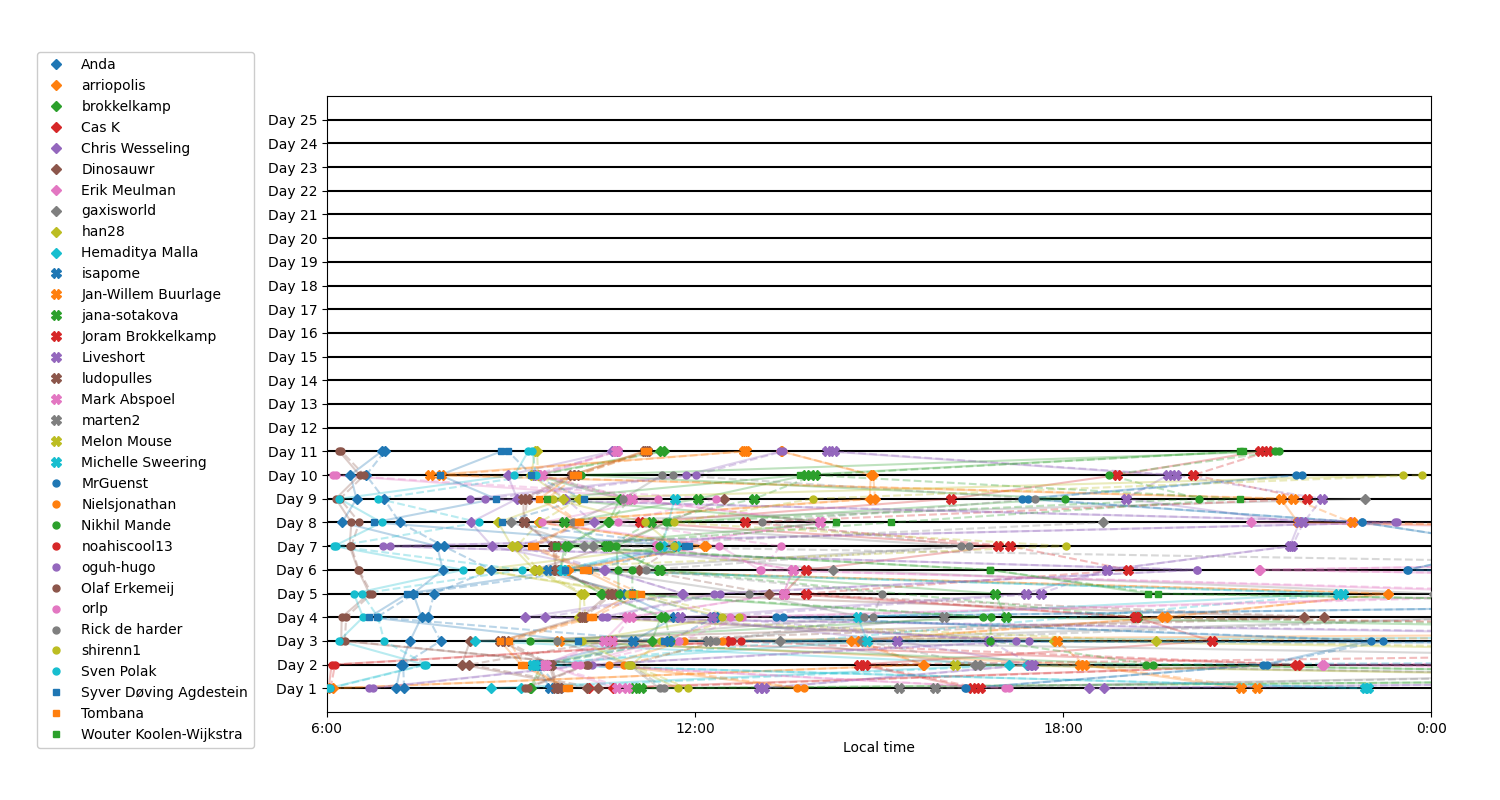 Anda
arriopolis
brokkelkamp
Cas K
Chris Wesseling
Dinosauwr
Erik Meulman
gaxisworld
han28
Hemaditya Malla
isapome
Jan-Willem Buurlage
jana-sotakova
Joram Brokkelkamp
Liveshort
ludopulles
Mark Abspoel
marten2
Melon Mouse
Michelle Sweering
MrGuenst
Nielsjonathan
Nikhil Mande
noahiscool13
oguh-hugo
Olaf Erkemeij
orlp
Rick de harder
shirenn1
Sven Polak
Syver Døving Agdestein
Tombana
Wouter Koolen-Wijkstra
Day 25
Day 24
Day 23
Day 22
Day 21
Day 20
Day 19
Day 18
Day 17
Day 16
Day 15
Day 14
Day 13
Day 12
Day 11
Day 10
Day 9
Day 8
Day 7
Day 6
Day 5
Day 4
Day 3
Day 2
Day 1
6:00 12:00 18:00 0:00
Local time